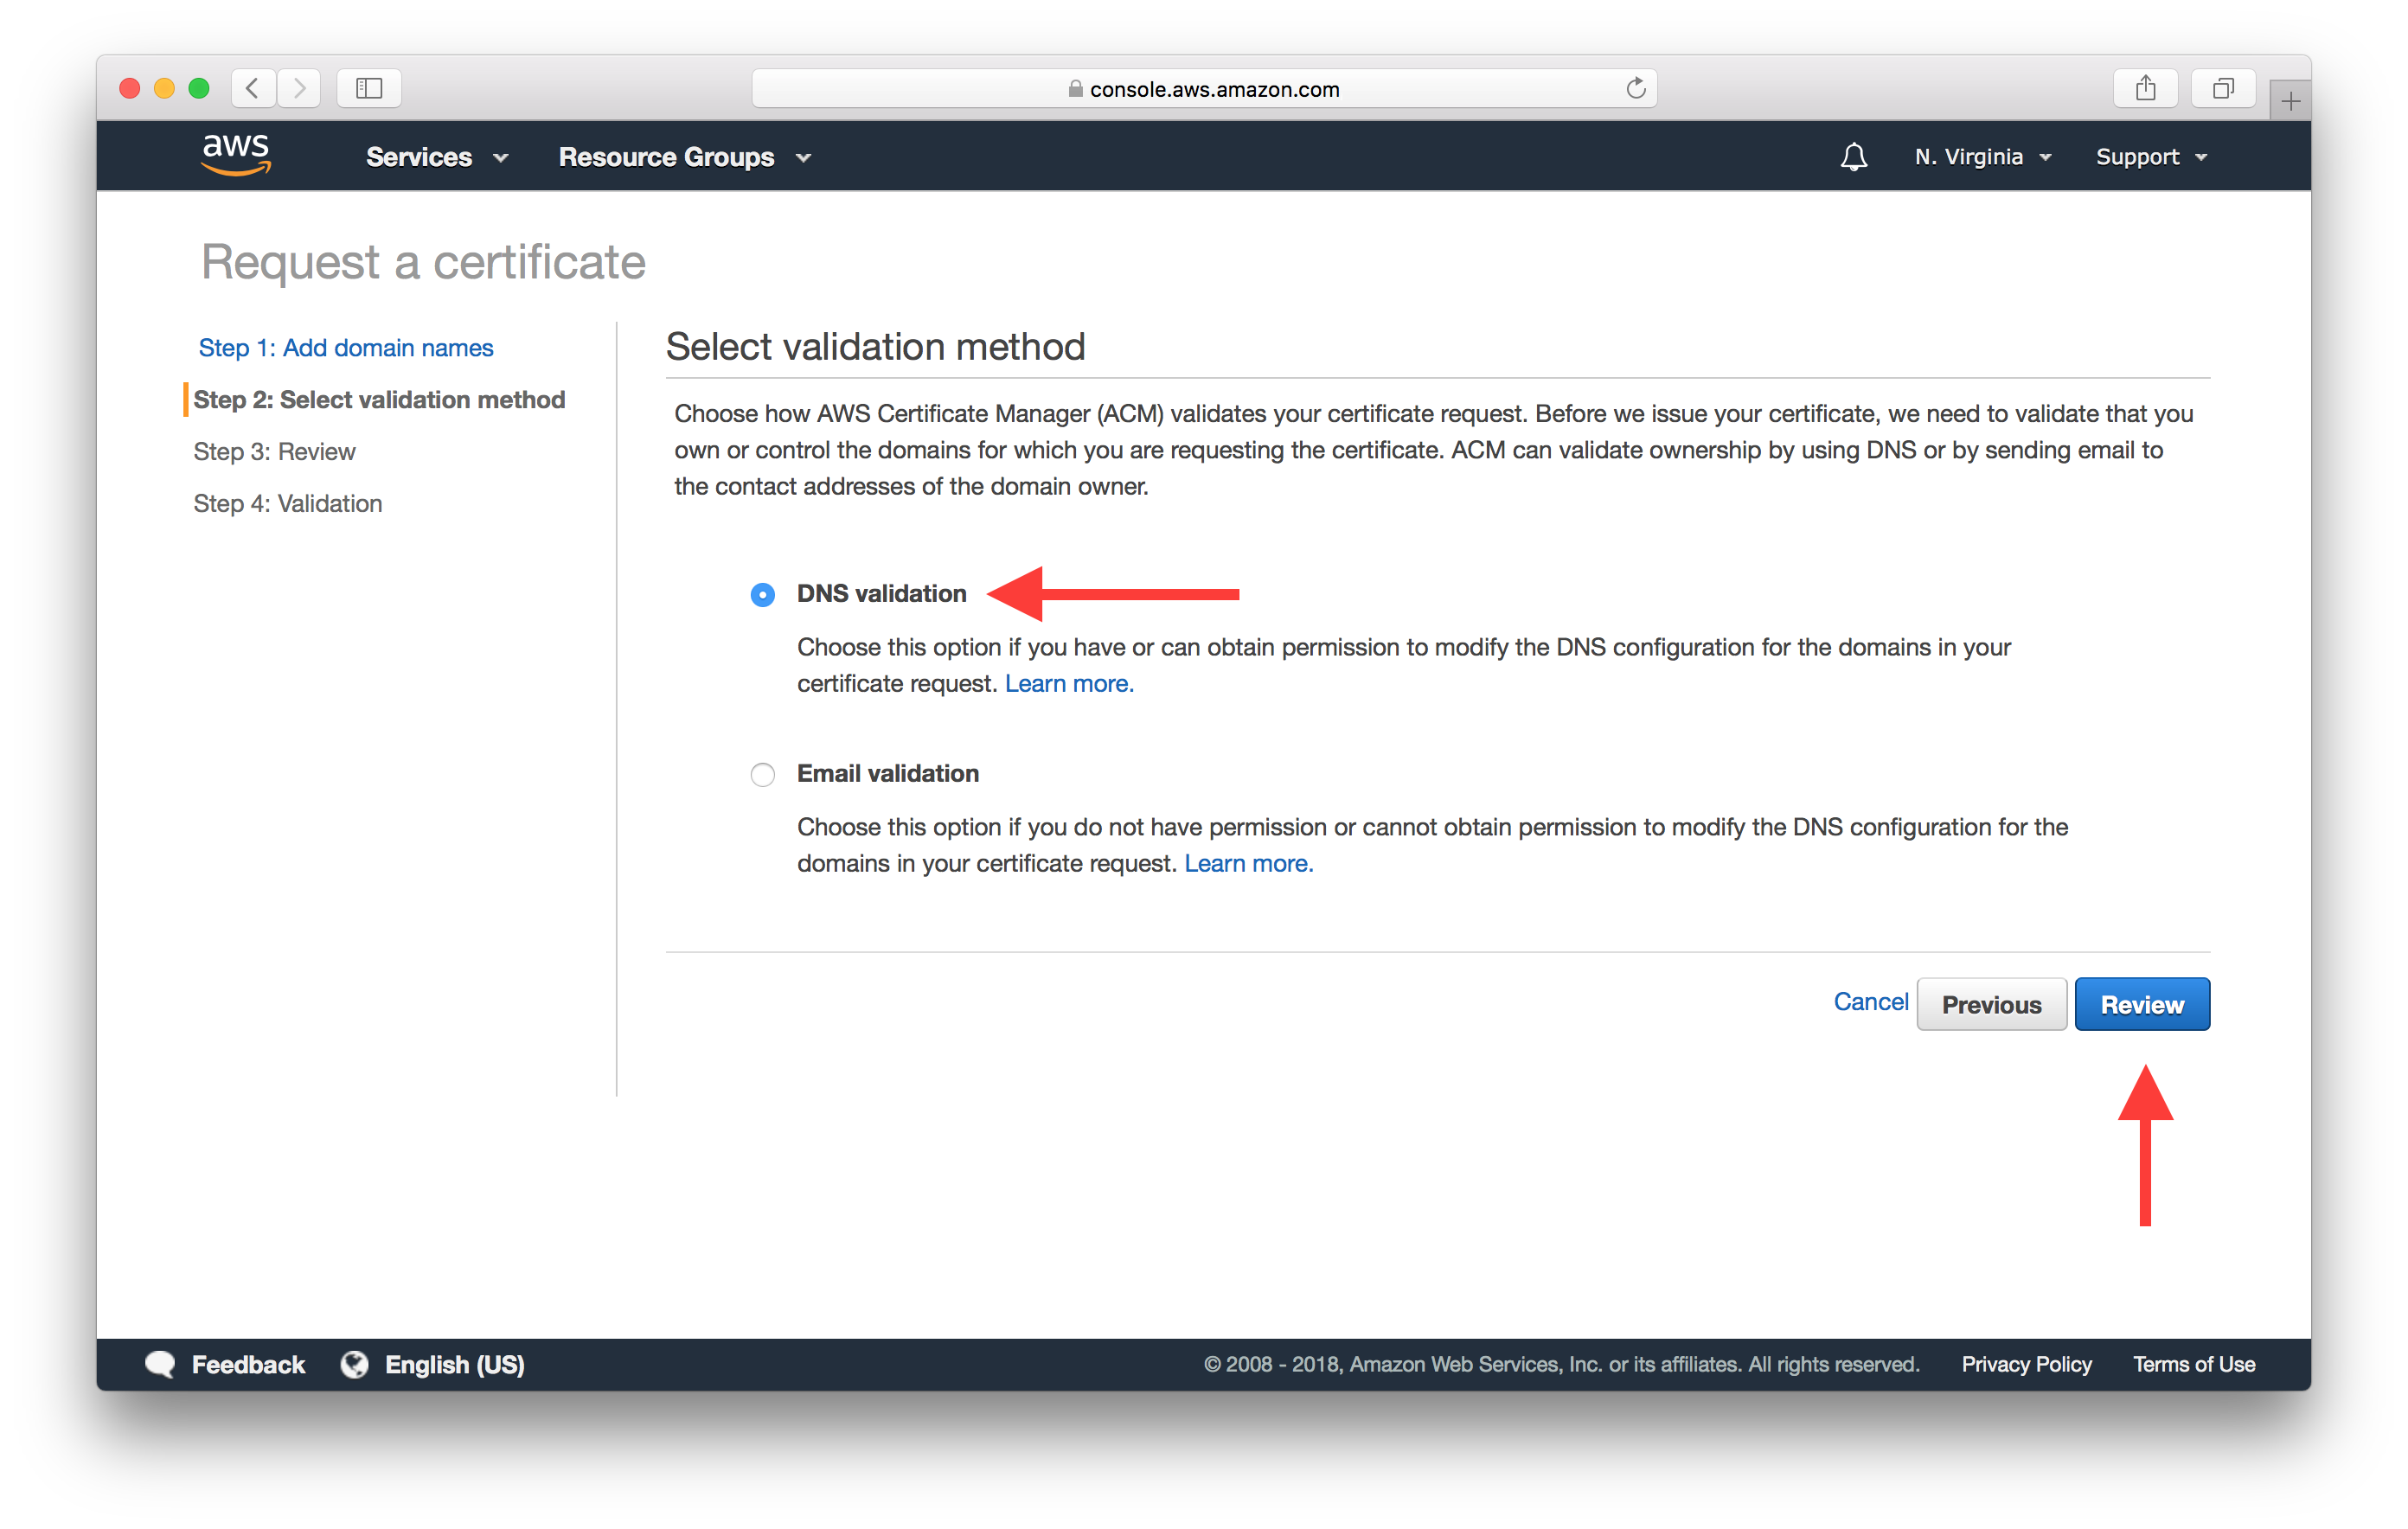 console.aws.amazon.com
aws
Services
Resource Groups
N. Virginia
Support
Request a certificate
Step 1: Add domain names
Step 2: Select validation method
Step 3: Review
Step 4: Validation
Select validation method
Choose how AWS Certificate Manager (ACM) validates your certificate request. Before we issue your certificate, we need to validate that you
own or control the domains for which you are requesting the certificate. ACM can validate ownership by using DNS or by sending email to
the contact addresses of the domain owner.
DNS validation
Choose this option if you have or can obtain permission to modify the DNS configuration for the domains in your
certificate request. Learn more.
Email validation
Choose this option if you do not have permission or cannot obtain permission to modify the DNS configuration for the
domains in your certificate request. Learn more.
Cancel
Previous
Review
Feedback
English (US)
© 2008 - 2018, Amazon Web Services, Inc. or its affiliates. All rights reserved.
Privacy Policy
Terms of Use